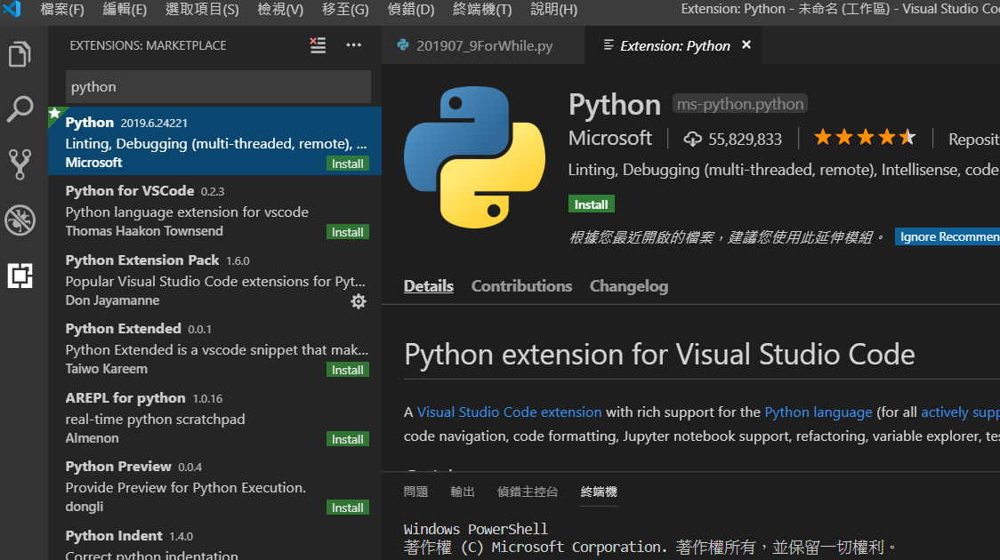 檔案(F) 編輯(E) 選取項目(S) 檢視(V) 移至(G) 偵錯(D) 終端機(T) 說明(H) Extension: Python - 未命名 (工作區) - Visual Studio
EXTENSIONS: MARKETPLACE
python
Python 2019.6.24221
Linting, Debugging (multi-threaded, remote), ...
Microsoft Install
Python for VSCode 0.2.3
Python language extension for vscode
Thomas Haakon Townsend Install
Python Extension Pack 1.6.0
Popular Visual Studio Code extensions for Pyt...
Don Jayamanne
Python Extended 0.0.1
Python Extended is a vscode snippet that mak...
Taiwo Kareem Install
AREPL for python 1.0.16
real-time python scratchpad
Almenon Install
Python Preview 0.0.4
Provide Preview for Python Execution.
dongli Install
Python Indent 1.4.0
Correct python indentation
201907_9ForWhile.py Extension: Python
Python ms-python.python
Microsoft 55,829,833 Reposit
Linting, Debugging (multi-threaded, remote), Intellisense, code
Install
根據您最近開啟的檔案，建議您使用此延伸模組。 Ignore Recommen
Details Contributions Changelog
Python extension for Visual Studio Code
A Visual Studio Code extension with rich support for the Python language (for all actively supp
code navigation, code formatting, Jupyter notebook support, refactoring, variable explorer, tes
問題 輸出 偵錯主控台 終端機
Windows PowerShell
著作權 (C) Microsoft Corporation. 著作權所有，並保留一切權利。